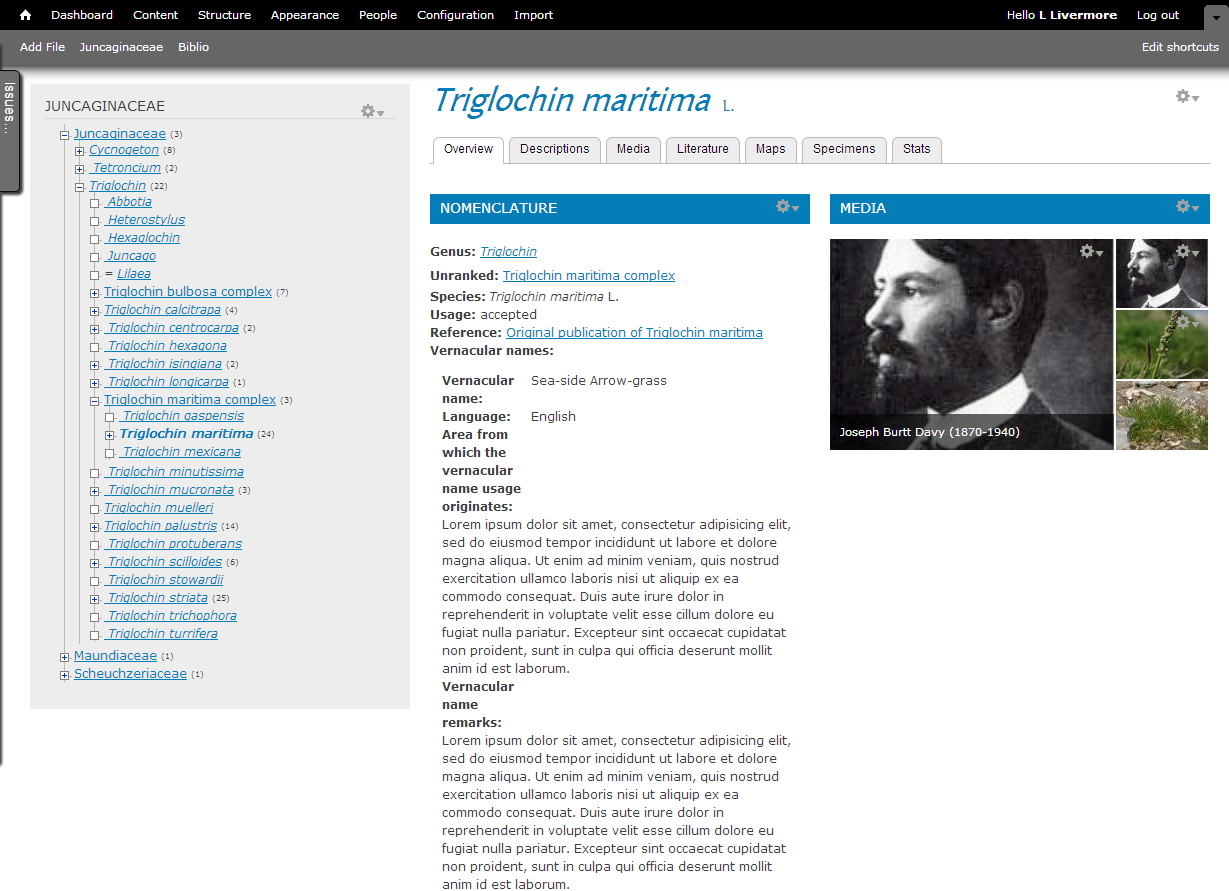 Dashboard Content Structure Appearance People Configuration Import Hello L Livermore Log out
Add File Juncaginaceae Biblio Edit shortcuts
Issues...
JUNCAGINACEAE
Juncaginaceae (3)
Cycnogeton (8)
Tetroncium (2)
Triglochin (22)
Abbotia
Heterostylus
Hexaglochin
Juncago
= Lilaea
Triglochin bulbosa complex (7)
Triglochin calcitrapa (4)
Triglochin centrocarpa (2)
Triglochin hexagona
Triglochin isingiana (2)
Triglochin longicarpa (1)
Triglochin maritima complex (3)
Triglochin gaspensis
Triglochin maritima (24)
Triglochin mexicana
Triglochin minutissima
Triglochin mucronata (3)
Triglochin muelleri
Triglochin palustris (14)
Triglochin protuberans
Triglochin scilloides (6)
Triglochin stowardii
Triglochin striata (25)
Triglochin trichophora
Triglochin turrifera
Maundiaceae (1)
Scheuchzeriaceae (1)
Triglochin maritima L.
Overview Descriptions Media Literature Maps Specimens Stats
NOMENCLATURE
Genus: Triglochin
Unranked: Triglochin maritima complex
Species: Triglochin maritima L.
Usage: accepted
Reference: Original publication of Triglochin maritima
Vernacular names:
Vernacular Sea-side Arrow-grass
name:
Language: English
Area from
which the
vernacular
name usage
originates:
Lorem ipsum dolor sit amet, consectetur adipisicing elit,
sed do eiusmod tempor incididunt ut labore et dolore
magna aliqua. Ut enim ad minim veniam, quis nostrud
exercitation ullamco laboris nisi ut aliquip ex ea
commodo consequat. Duis aute irure dolor in
reprehenderit in voluptate velit esse cillum dolore eu
fugiat nulla pariatur. Excepteur sint occaecat cupidatat
non proident, sunt in culpa qui officia deserunt mollit
anim id est laborum.
Vernacular
name
remarks:
Lorem ipsum dolor sit amet, consectetur adipisicing elit,
sed do eiusmod tempor incididunt ut labore et dolore
magna aliqua. Ut enim ad minim veniam, quis nostrud
exercitation ullamco laboris nisi ut aliquip ex ea
commodo consequat. Duis aute irure dolor in
reprehenderit in voluptate velit esse cillum dolore eu
fugiat nulla pariatur. Excepteur sint occaecat cupidatat
non proident, sunt in culpa qui officia deserunt mollit
anim id est laborum.
MEDIA
Joseph Burtt Davy (1870-1940)